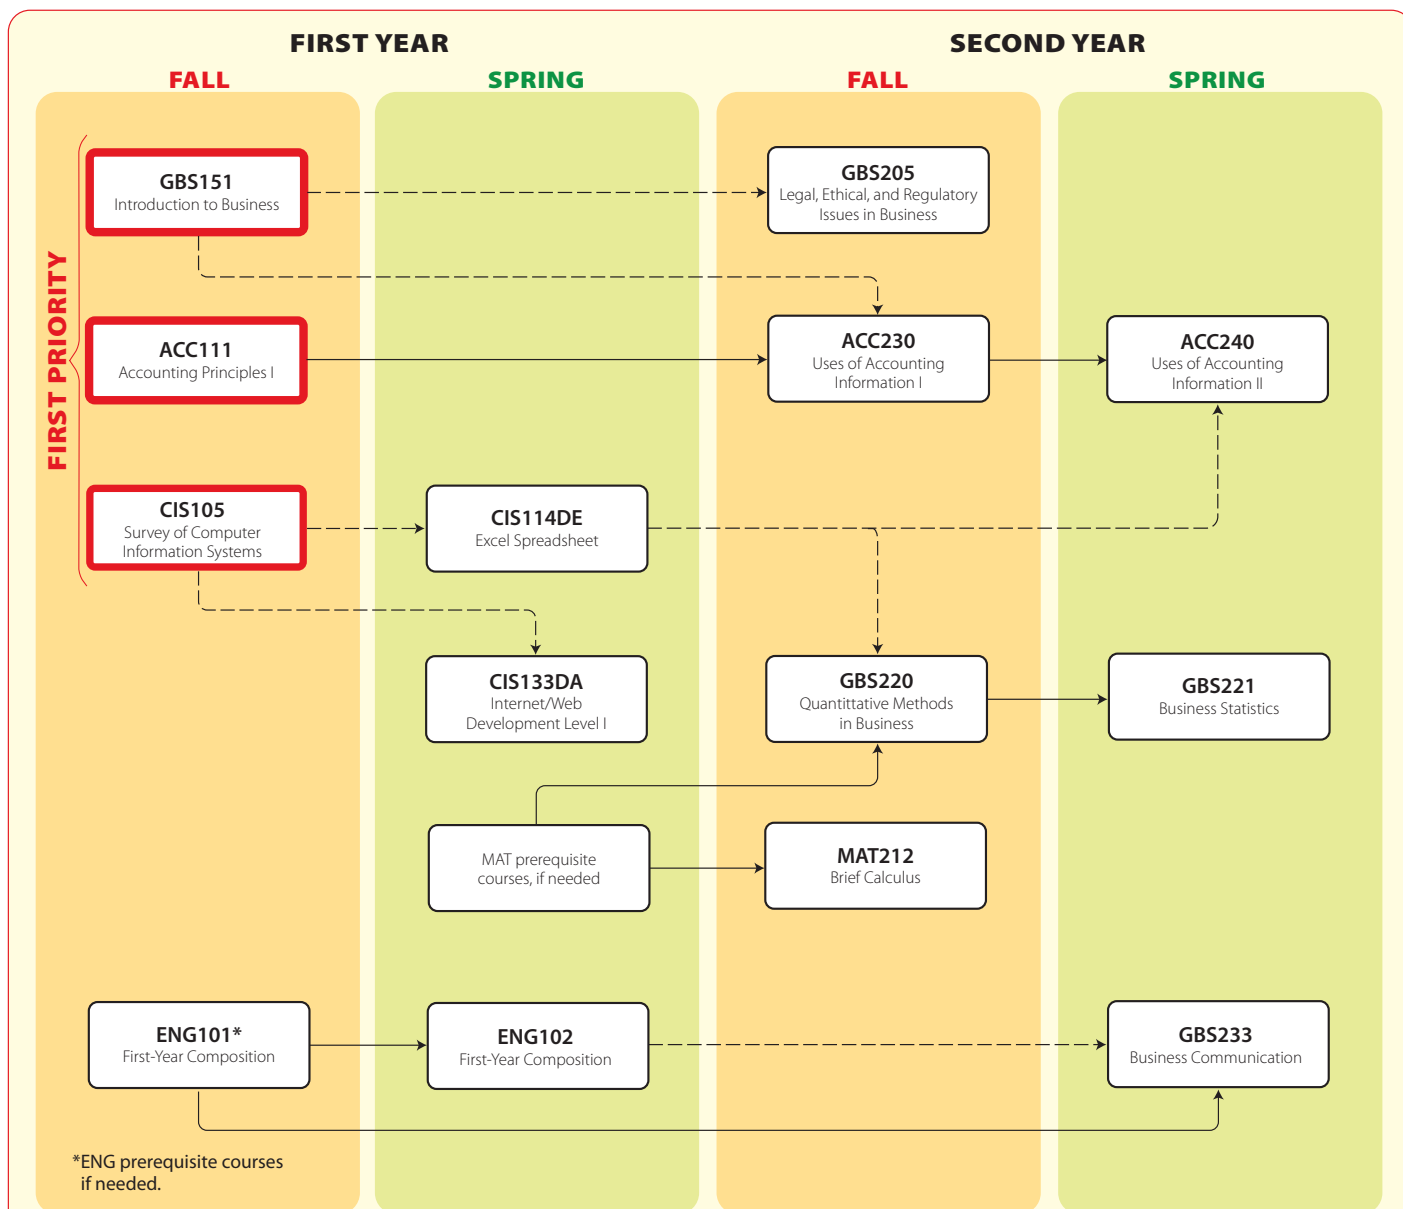 FIRST YEAR
SECOND YEAR
FALL
SPRING
FALL
SPRING
FIRST PRIORITY
GBS151
Introduction to Business
GBS205
Legal, Ethical, and Regulatory
Issues in Business
ACC111
Accounting Principles I
ACC230
Uses of Accounting
Information I
ACC240
Uses of Accounting
Information II
CIS105
Survey of Computer
Information Systems
CIS114DE
Excel Spreadsheet
CIS133DA
Internet/Web
Development Level I
GBS220
Quantittative Methods
in Business
GBS221
Business Statistics
MAT prerequisite
courses, if needed
MAT212
Brief Calculus
ENG101*
First-Year Composition
ENG102
First-Year Composition
GBS233
Business Communication
*ENG prerequisite courses
if needed.